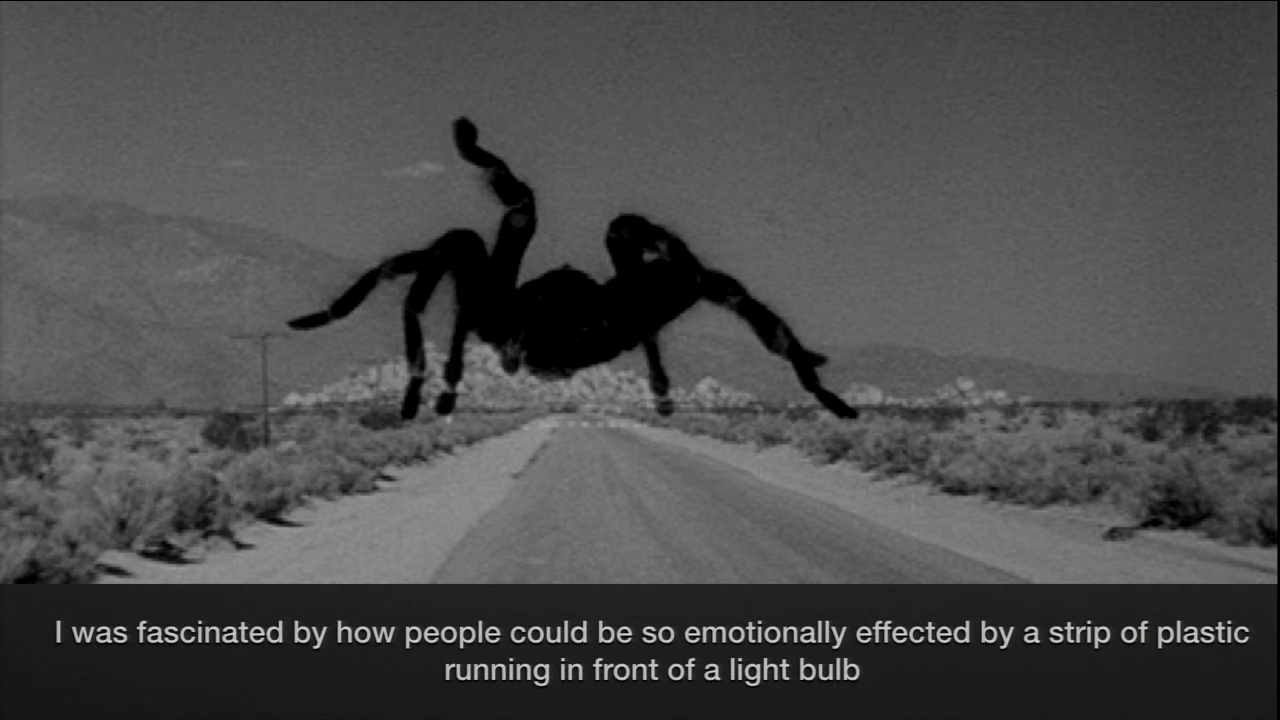 I was fascinated by how people could be so emotionally effected by a strip of plastic
running in front of a light bulb